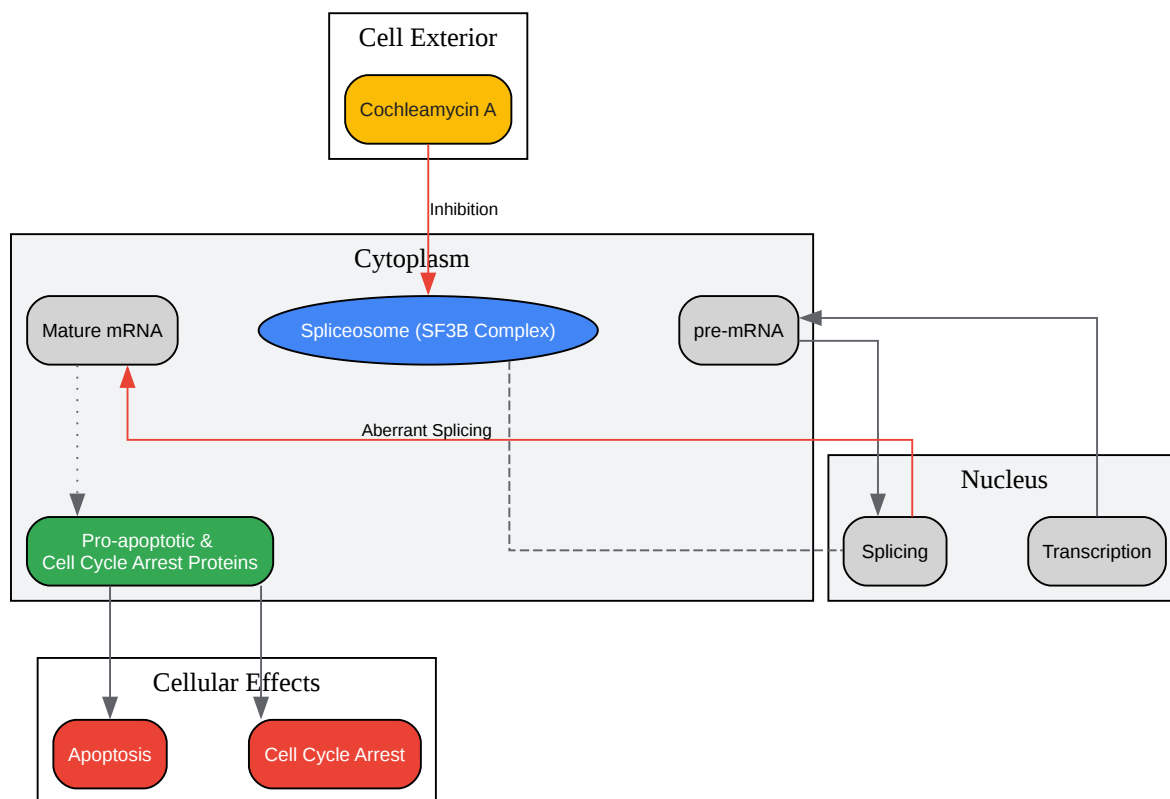 Cell Exterior
Cochleamycin A
Inhibition
Cytoplasm
Mature mRNA
Spliceosome (SF3B Complex)
pre-mRNA
Aberrant Splicing
Nucleus
Pro-apoptotic &
Cell Cycle Arrest Proteins
Splicing
Transcription
Cellular Effects
Apoptosis
Cell Cycle Arrest